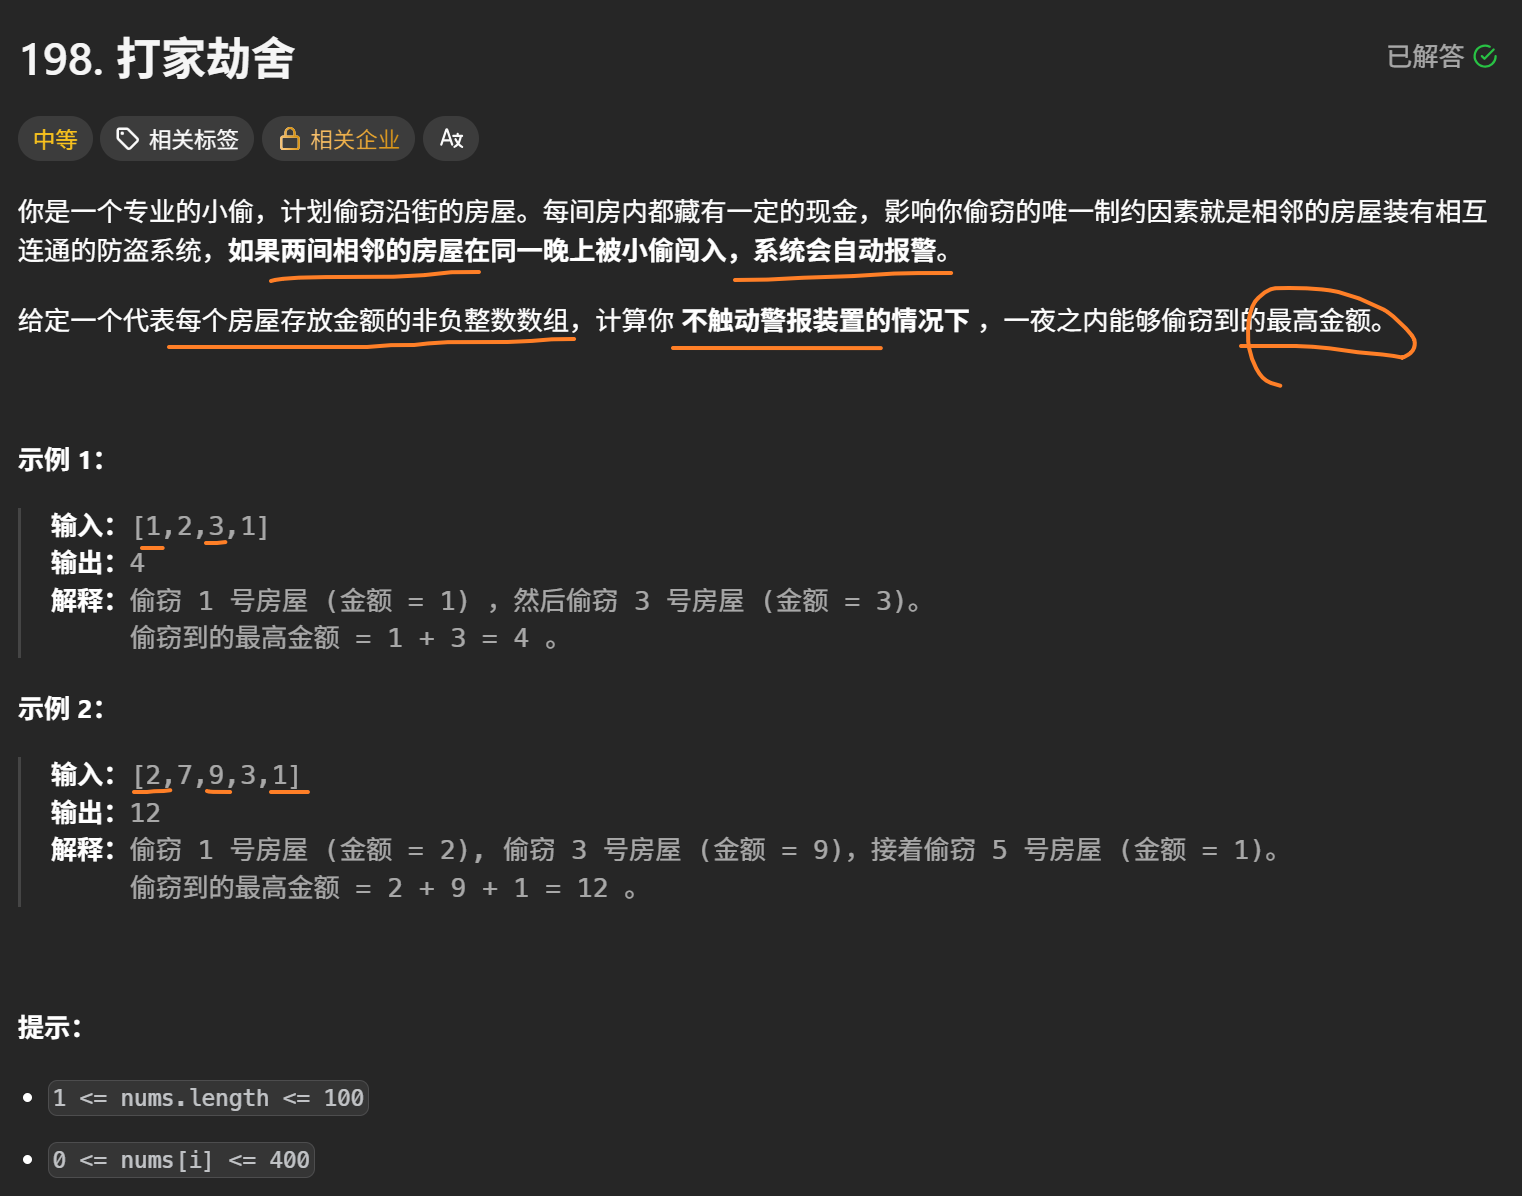 198. 打家劫舍
已解答
中等
相关标签
相关企业
你是一个专业的小偷，计划偷窃沿街的房屋。每间房内都藏有一定的现金，影响你偷窃的唯一制约因素就是相邻的房屋装有相互
连通的防盗系统，如果两间相邻的房屋在同一晚上被小偷闯入，系统会自动报警。
给定一个代表每个房屋存放金额的非负整数数组，计算你 不触动警报装置的情况下 ，一夜之内能够偷窃到的最高金额。
示例 1：
输入：[1,2,3,1]
输出：4
解释：偷窃 1 号房屋 (金额 = 1) ，然后偷窃 3 号房屋 (金额 = 3)。
偷窃到的最高金额 = 1 + 3 = 4 。
示例 2：
输入：[2,7,9,3,1]
输出：12
解释：偷窃 1 号房屋 (金额 = 2), 偷窃 3 号房屋 (金额 = 9)，接着偷窃 5 号房屋 (金额 = 1)。
偷窃到的最高金额 = 2 + 9 + 1 = 12 。
提示：
1 <= nums.length <= 100
0 <= nums[i] <= 400